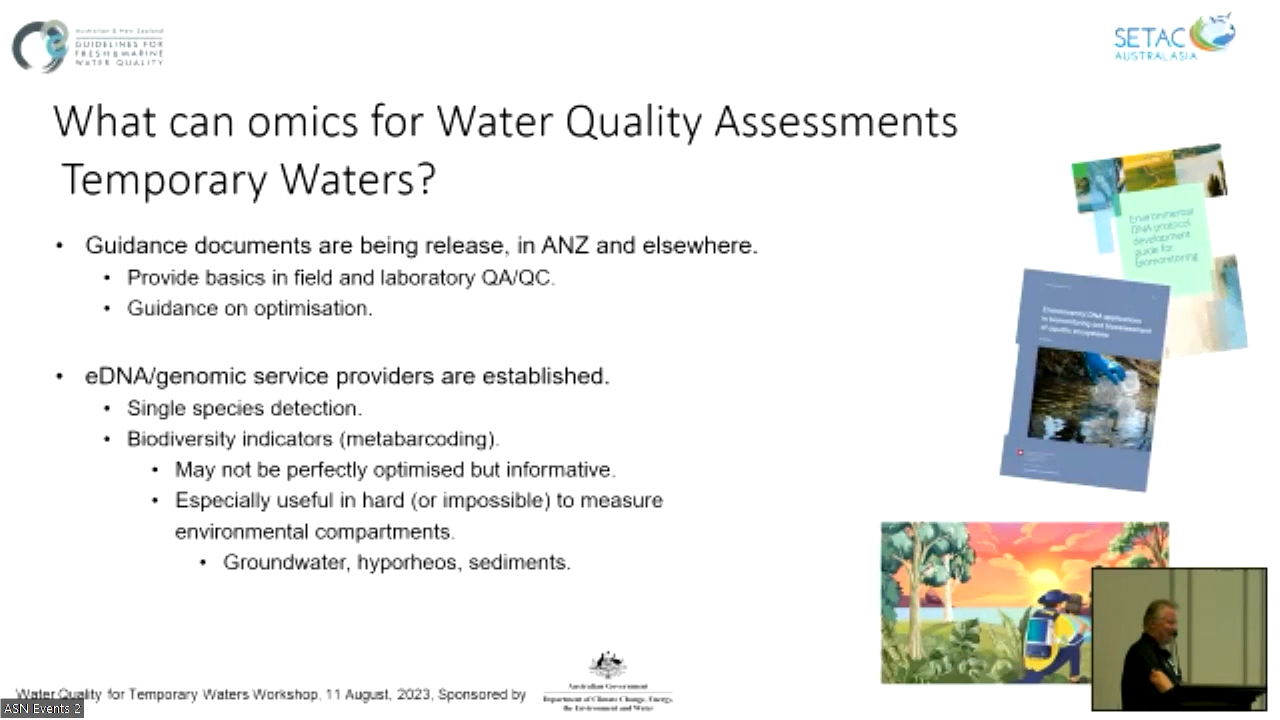 Australian & New Zealand
GUIDELINES FOR
FRESH & MARINE
WATER QUALITY
SETAC
AUSTRALASIA
What can omics for Water Quality Assessments
Temporary Waters?
• Guidance documents are being release, in ANZ and elsewhere.
• Provide basics in field and laboratory QA/QC.
• Guidance on optimisation.
• eDNA/genomic service providers are established.
• Single species detection.
• Biodiversity indicators (metabarcoding).
• May not be perfectly optimised but informative.
• Especially useful in hard (or impossible) to measure
environmental compartments.
• Groundwater, hyporheos, sediments.
Environmental
DNA protocol
development
guide for
biomonitoring
Environmental DNA applications
in biomonitoring and bioassessment
of aquatic ecosystems
Water Quality for Temporary Waters Workshop, 11 August, 2023, Sponsored by
Australian Government
Department of Climate Change, Energy,
the Environment and Water
ASN Events 2